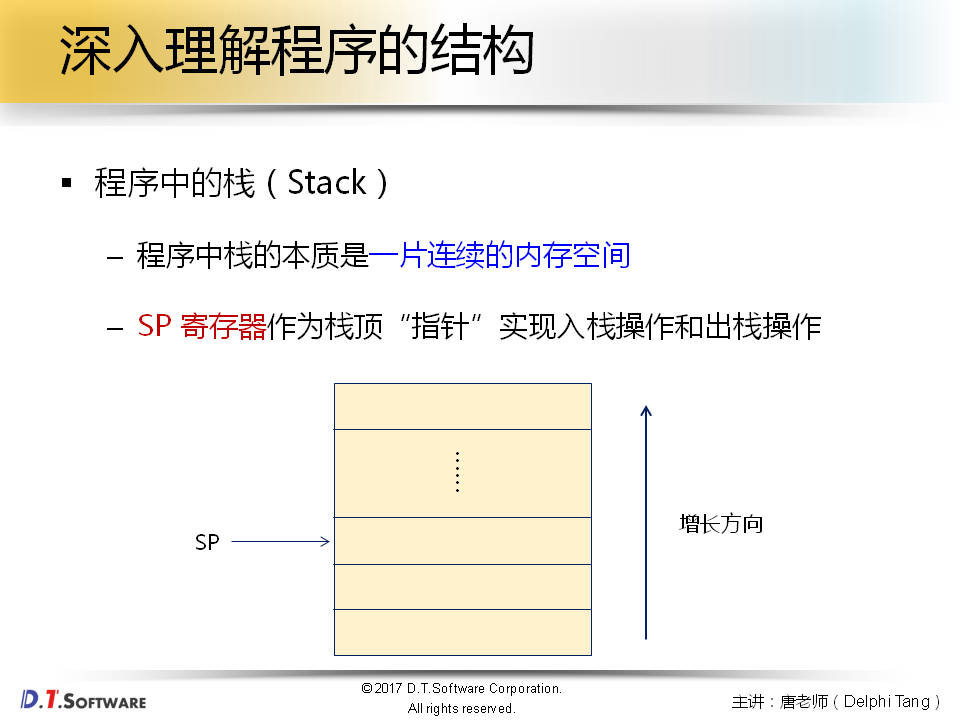 深入理解程序的结构
▪ 程序中的栈（Stack）
– 程序中栈的本质是一片连续的内存空间
– SP 寄存器作为栈顶“指针”实现入栈操作和出栈操作
SP
增长方向
D.T.SOFTWARE
©2017 D.T.Software Corporation.
All rights reserved.
主讲：唐老师（Delphi Tang）